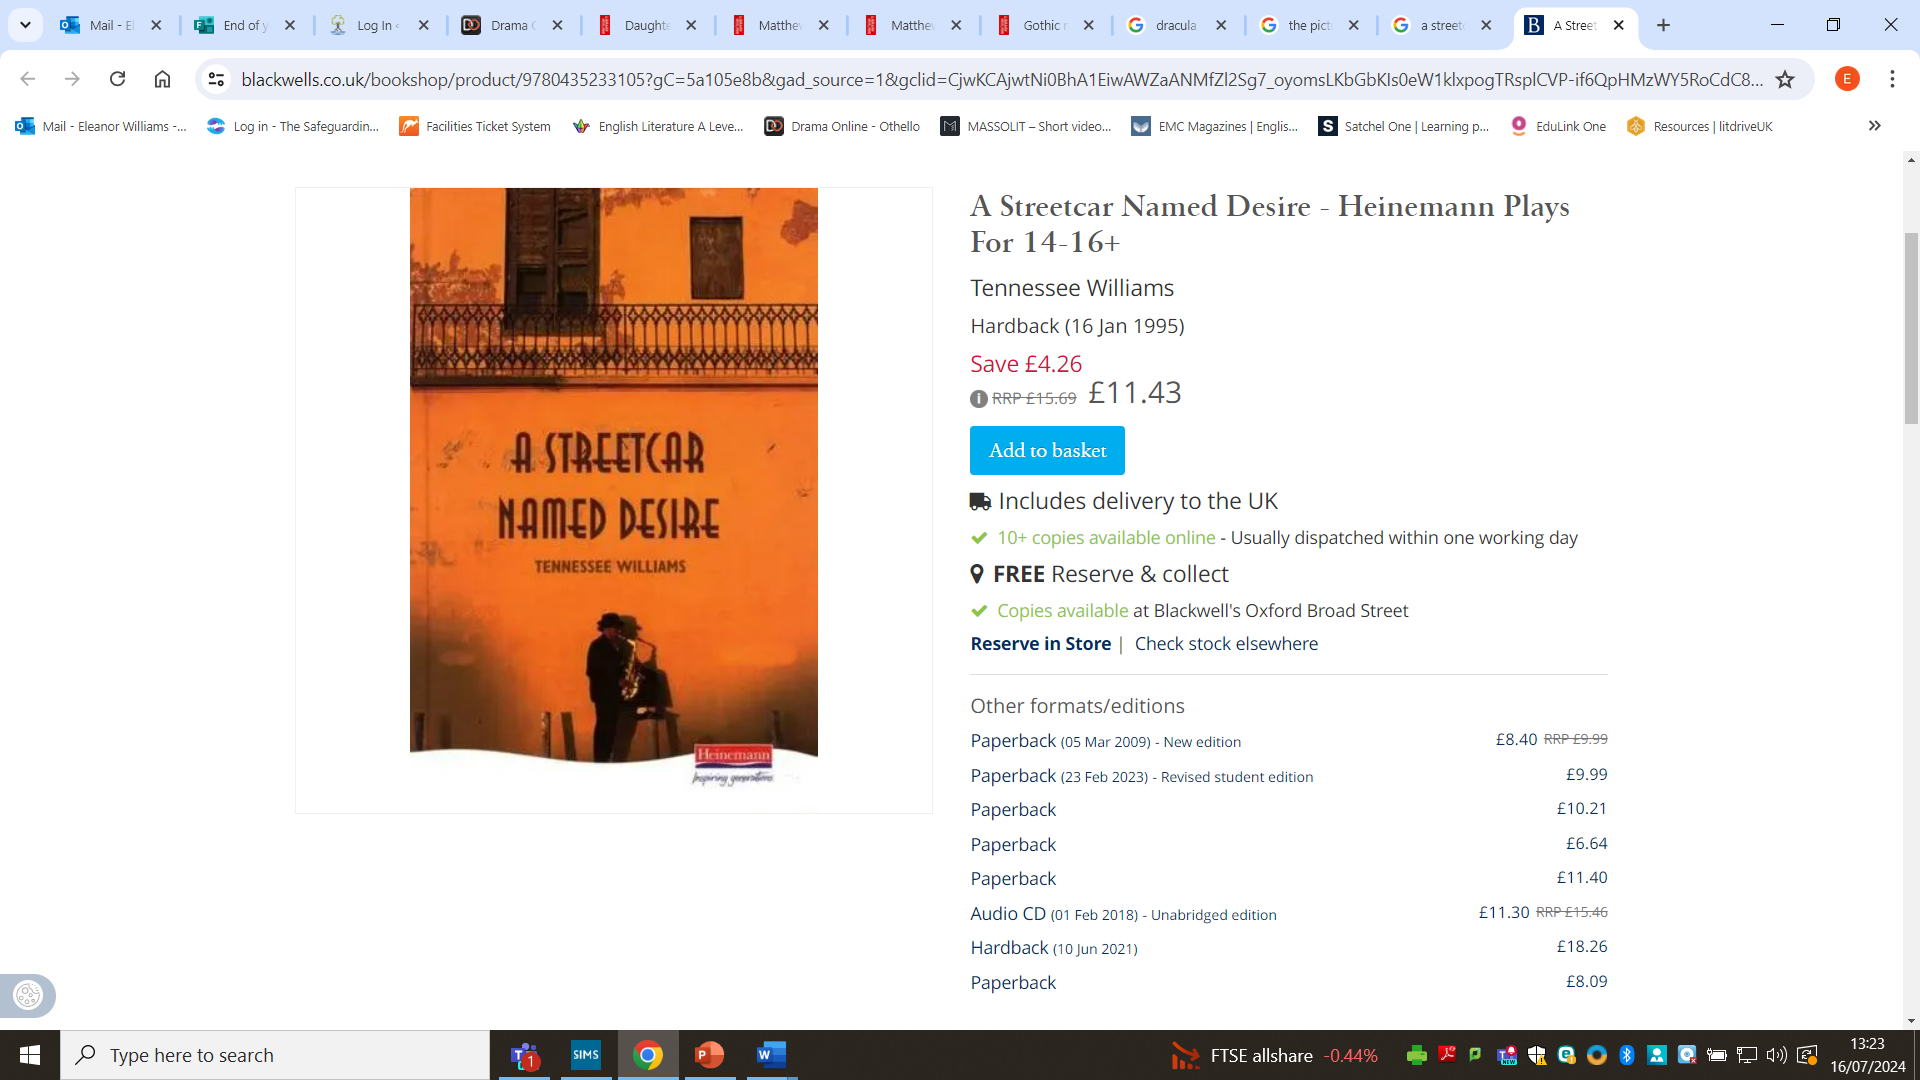 Mail - El
End of y
Log In ‹
Drama O
Daughte
Matthew
Matthew
Gothic r
dracula
the pict
a street
A Street
blackwells.co.uk/bookshop/product/9780435233105?gC=5a105e8b&gad_source=1&gclid=CjwKCAjwtNi0BhA1EiwAWZaANMfZl2Sg7_oyomsLKbGbKIs0eW1klxpogTRsplCVP-if6QpHMzWY5RoCdC8...
E
Mail - Eleanor Williams -...
Log in - The Safeguardin...
Facilities Ticket System
English Literature A Leve...
Drama Online - Othello
MASSOLIT – Short video...
EMC Magazines | Englis...
Satchel One | Learning p...
EduLink One
Resources | litdriveUK
A STREETCAR
NAMED DESIRE
TENNESSEE WILLIAMS
Heinemann
Inspiring generations
A Streetcar Named Desire - Heinemann Plays
For 14-16+
Tennessee Williams
Hardback (16 Jan 1995)
Save £4.26
RRP £15.69 £11.43
Add to basket
Includes delivery to the UK
10+ copies available online - Usually dispatched within one working day
FREE Reserve & collect
Copies available at Blackwell's Oxford Broad Street
Reserve in Store | Check stock elsewhere
Other formats/editions
Paperback (05 Mar 2009) - New edition £8.40 RRP £9.99
Paperback (23 Feb 2023) - Revised student edition £9.99
Paperback £10.21
Paperback £6.64
Paperback £11.40
Audio CD (01 Feb 2018) - Unabridged edition £11.30 RRP £15.46
Hardback (10 Jun 2021) £18.26
Paperback £8.09
Type here to search
1
SIMS
FTSE allshare -0.44%
13:23
16/07/2024